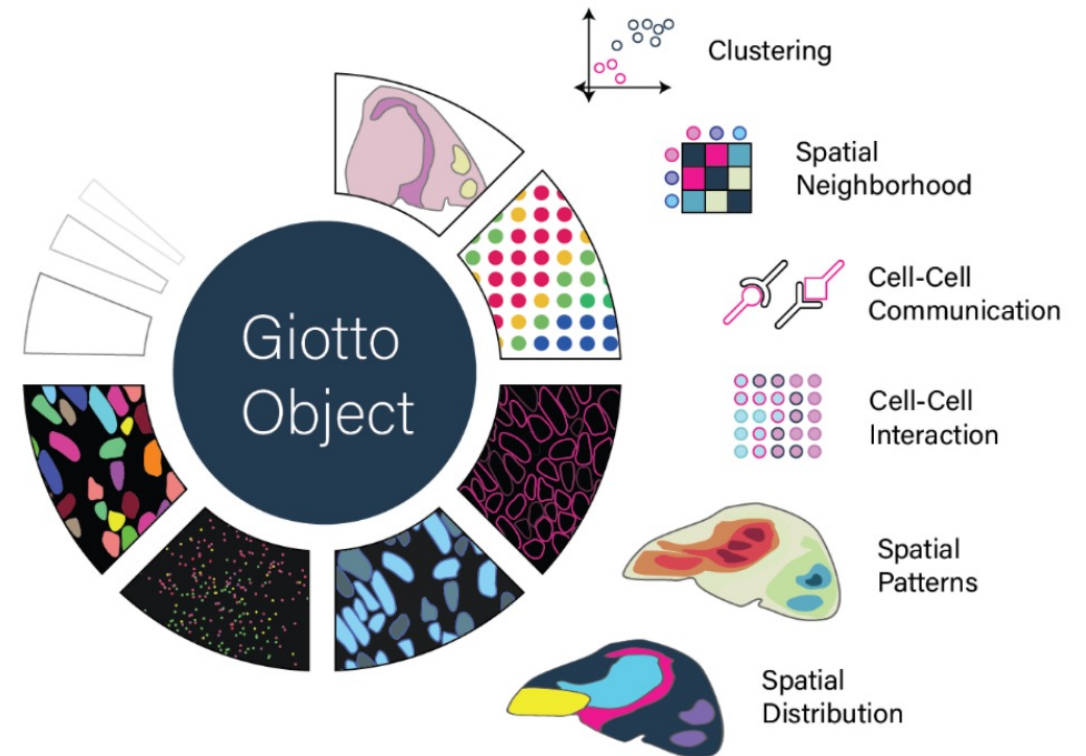 Clustering
Spatial
Neighborhood
Giotto
Object
Cell-Cell
Communication
Cell-Cell
Interaction
Spatial
Patterns
Spatial
Distribution